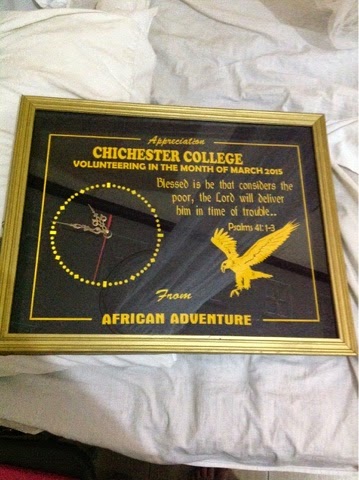 Appreciation
CHICHESTER COLLEGE
VOLUNTEERING IN THE MONTH OF MARCH 2015
Blessed is he that considers the
poor, the Lord will deliver
him in time of trouble..
Psalms 41: 1-3
From
AFRICAN ADVENTURE